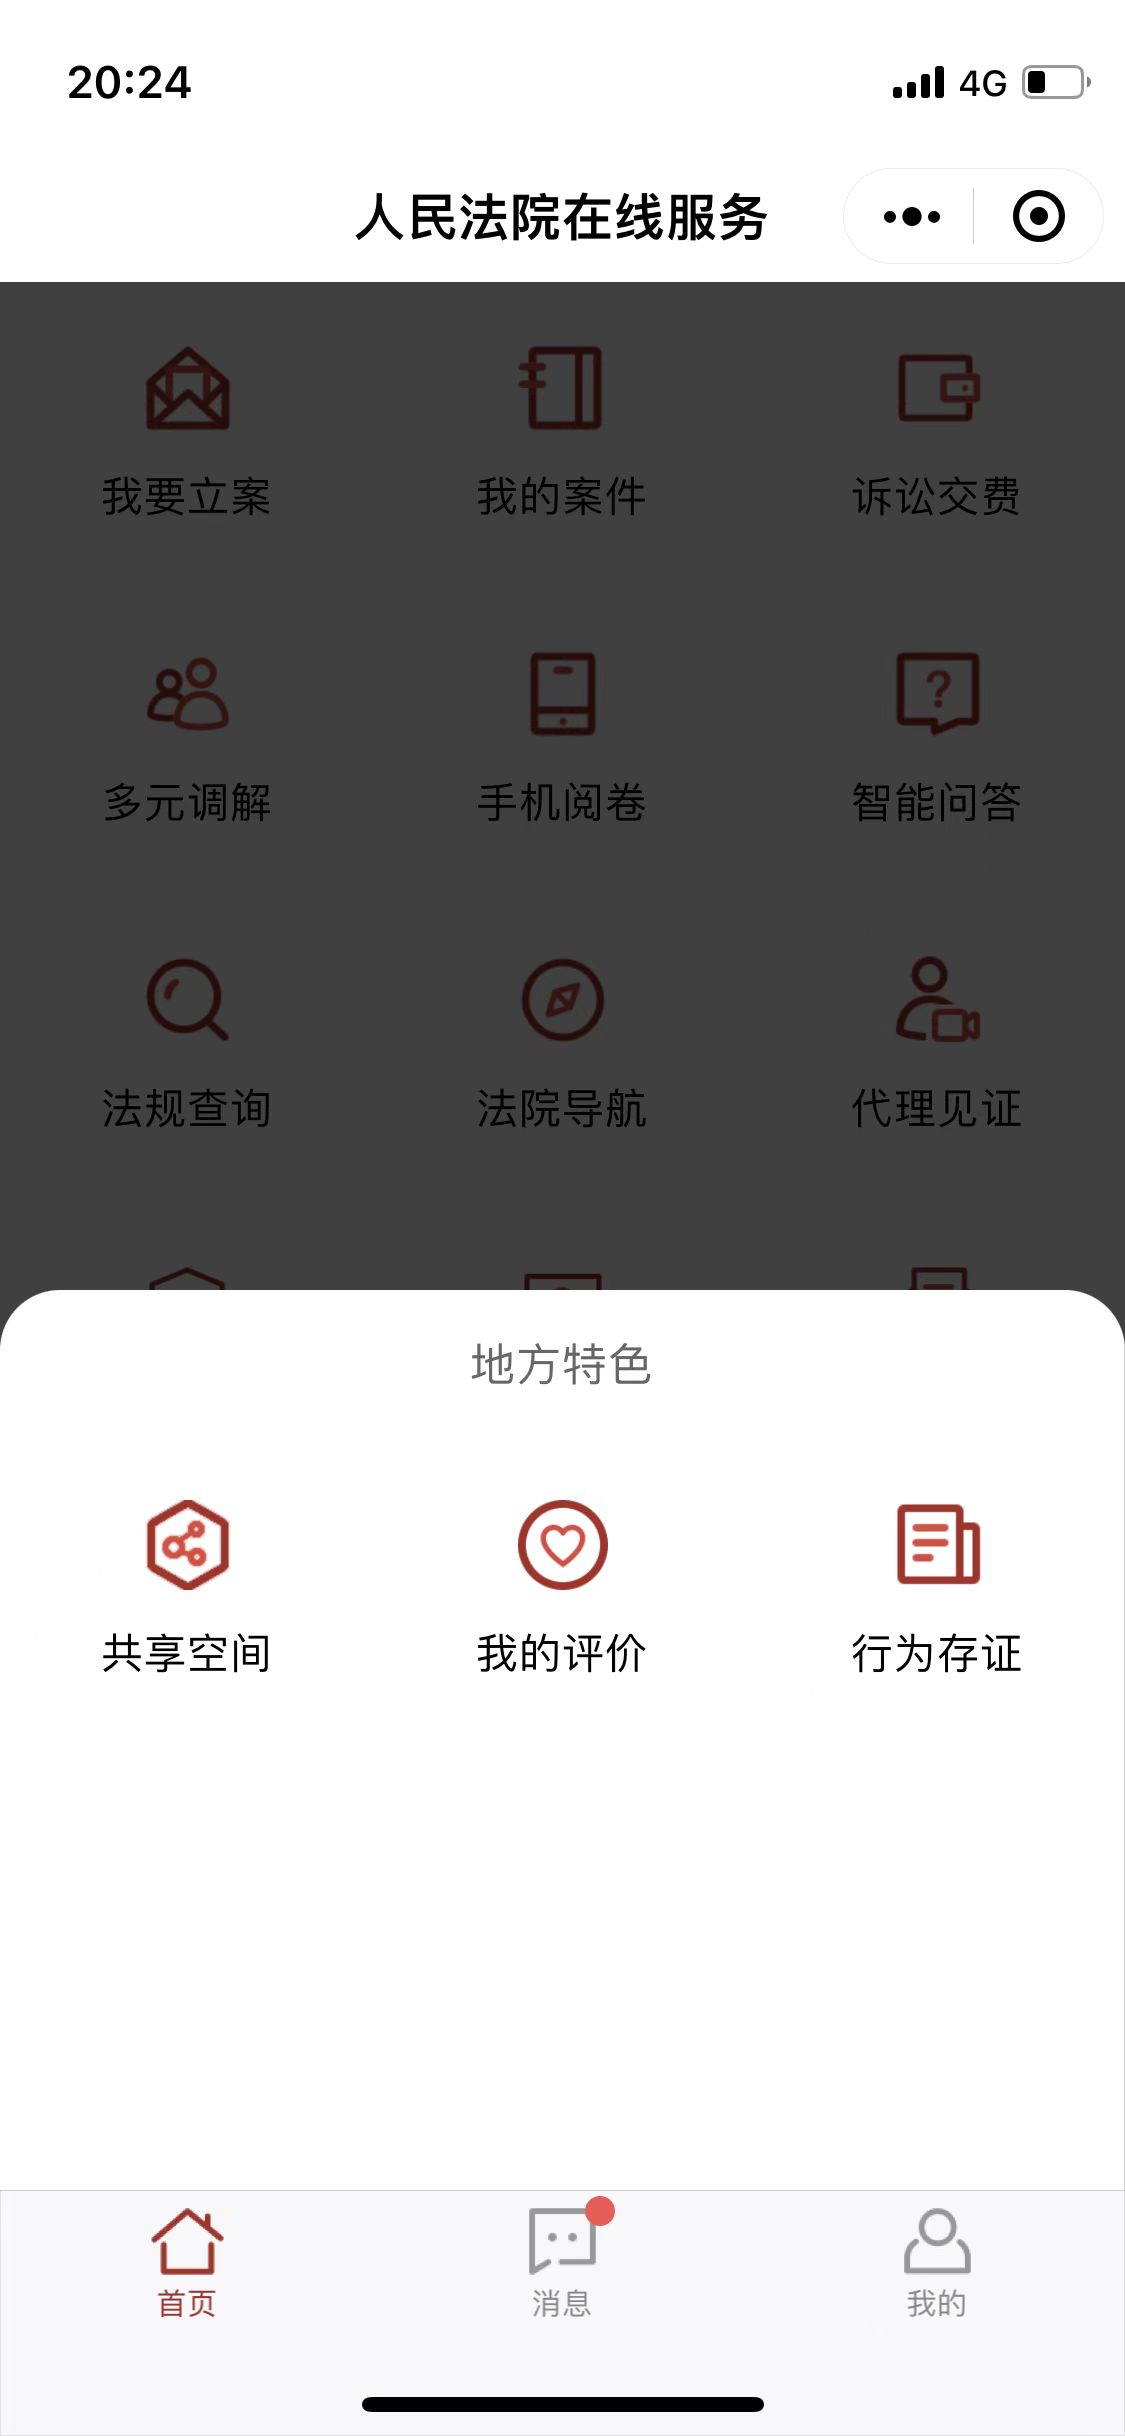 20:24
4G
人民法院在线服务
我要立案 我的案件 诉讼交费
多元调解 手机阅卷 智能问答
法规查询 法院导航 代理见证
地方特色
共享空间 我的评价 行为存证
首页 消息 我的